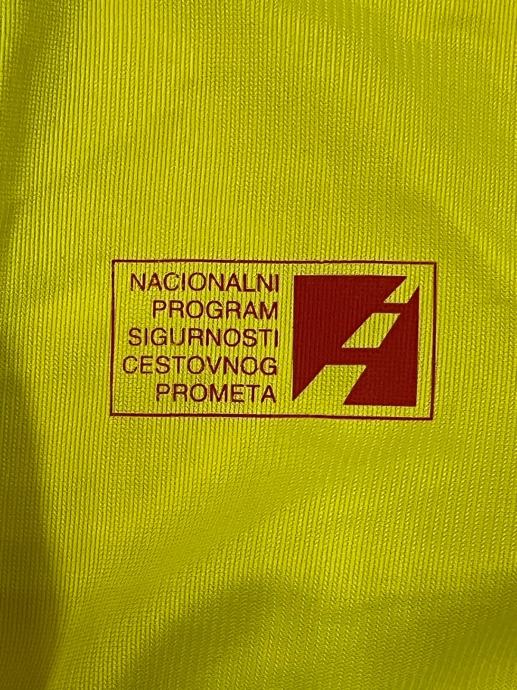 NACIONALNI
PROGRAM
SIGURNOSTI
CESTOVNOG
PROMETA